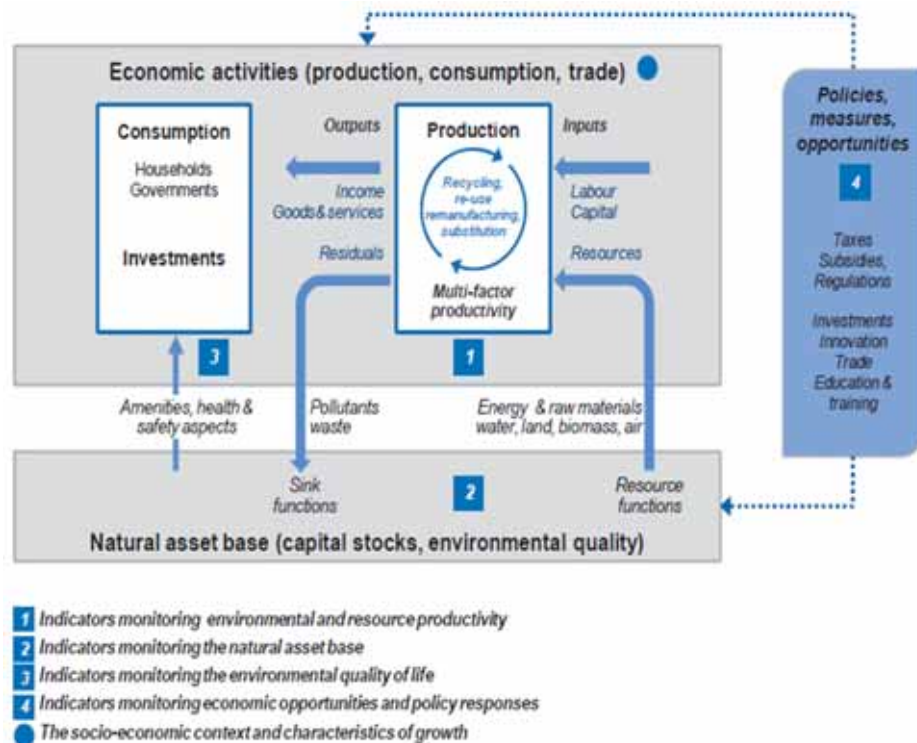 Economic activities (production, consumption, trade)
Consumption
Households
Governments
Investments
3
Outputs
Income
Goods & services
Residuals
Production
Recycling,
re-use
remanufacturing,
substitution
Multi-factor
productivity
1
Inputs
Labour
Capital
Resources
Policies,
measures,
opportunities
4
Taxes
Subsidies,
Regulations
Investments
Innovation
Trade
Education &
training
Amenities, health &
safety aspects
Pollutants
waste
Energy & raw materials
water, land, biomass, air
Sink
functions
2
Resource
functions
Natural asset base (capital stocks, environmental quality)
1 Indicators monitoring environmental and resource productivity
2 Indicators monitoring the natural asset base
3 Indicators monitoring the environmental quality of life
4 Indicators monitoring economic opportunities and policy responses
The socio-economic context and characteristics of growth